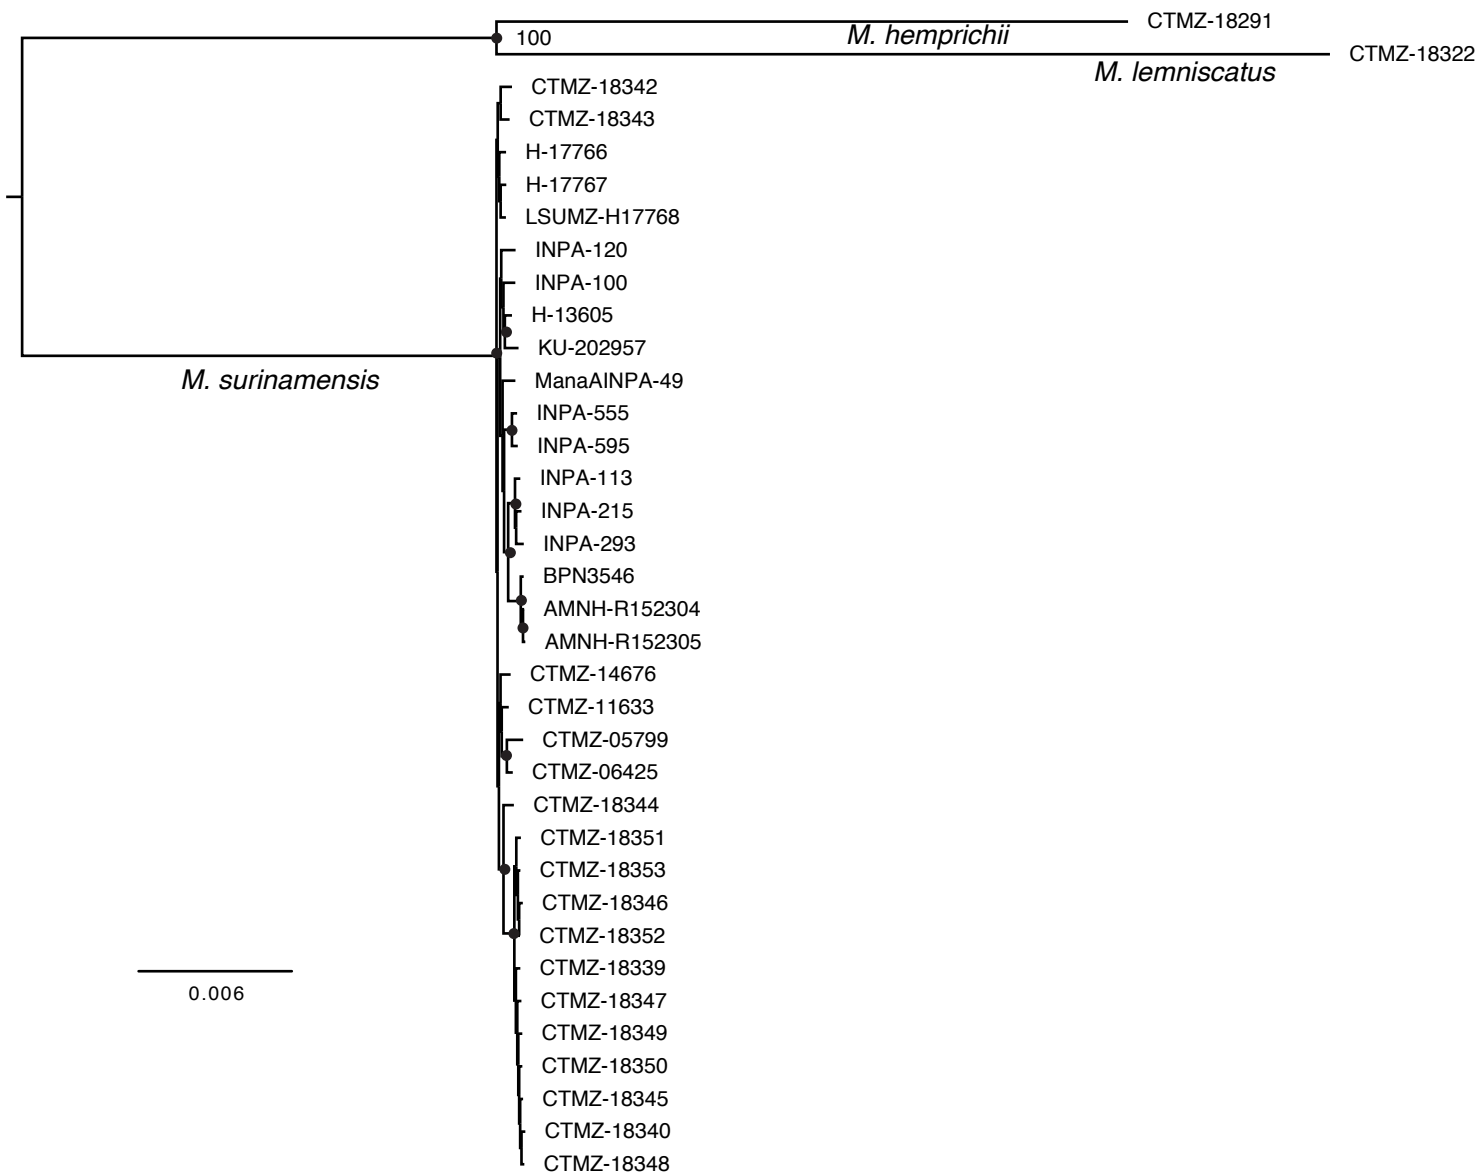 CTMZ-18291
100
M. hemprichii
CTMZ-18322
M. lemniscatus
CTMZ-18342
CTMZ-18343
H-17766
H-17767
LSUMZ-H17768
INPA-120
INPA-100
H-13605
KU-202957
M. surinamensis
ManaAINPA-49
INPA-555
INPA-595
INPA-113
INPA-215
INPA-293
BPN3546
AMNH-R152304
AMNH-R152305
CTMZ-14676
CTMZ-11633
CTMZ-05799
CTMZ-06425
CTMZ-18344
CTMZ-18351
CTMZ-18353
CTMZ-18346
CTMZ-18352
CTMZ-18339
0.006
CTMZ-18347
CTMZ-18349
CTMZ-18350
CTMZ-18345
CTMZ-18340
CTMZ-18348